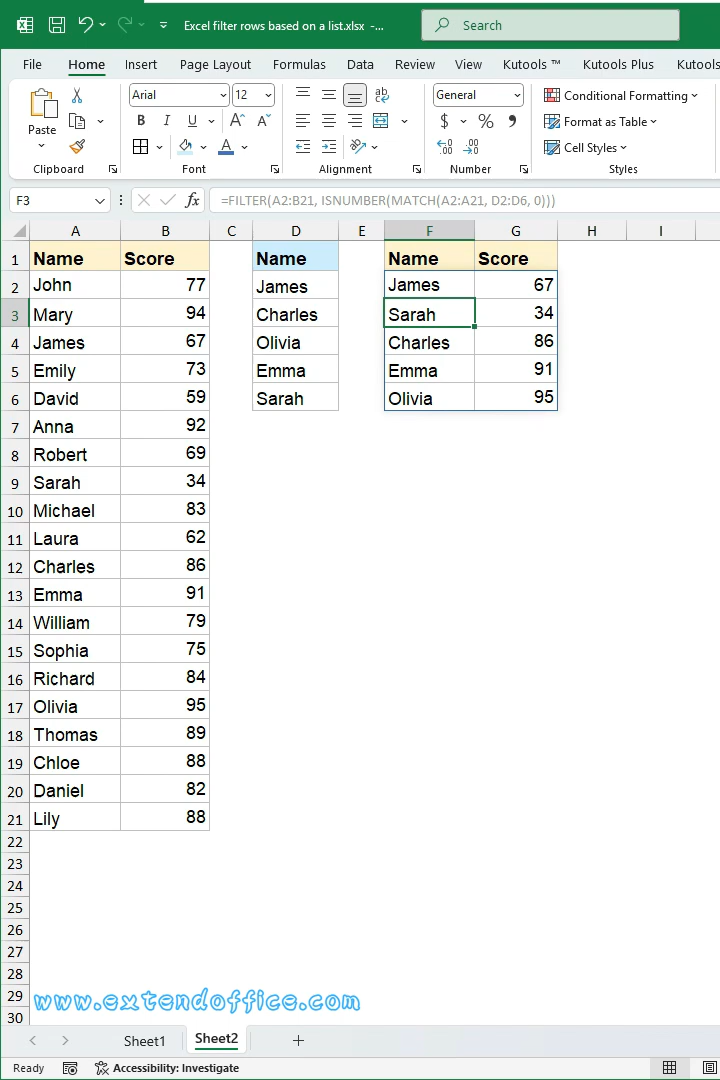 Excel filter rows based on a list.xlsx -...
Search
File Home Insert Page Layout Formulas Data Review View Kutools ™ Kutools Plus Kutools
Paste
Arial 12
ab
c
General
Conditional Formatting
B I U A A
$ % 9
Format as Table
A
Cell Styles
Clipboard Font Alignment Number Styles
F3 fx =FILTER(A2:B21, ISNUMBER(MATCH(A2:A21, D2:D6, 0)))
A B C D E F G H I
1 Name Score Name Name Score
2 John 77 James James 67
3 Mary 94 Charles Sarah 34
4 James 67 Olivia Charles 86
5 Emily 73 Emma Emma 91
6 David 59 Sarah Olivia 95
7 Anna 92
8 Robert 69
9 Sarah 34
10 Michael 83
11 Laura 62
12 Charles 86
13 Emma 91
14 William 79
15 Sophia 75
16 Richard 84
17 Olivia 95
18 Thomas 89
19 Chloe 88
20 Daniel 82
21 Lily 88
22
23
24
25
26
27
28
29 www.extendoffice.com
30
Sheet1 Sheet2 +
Ready Accessibility: Investigate